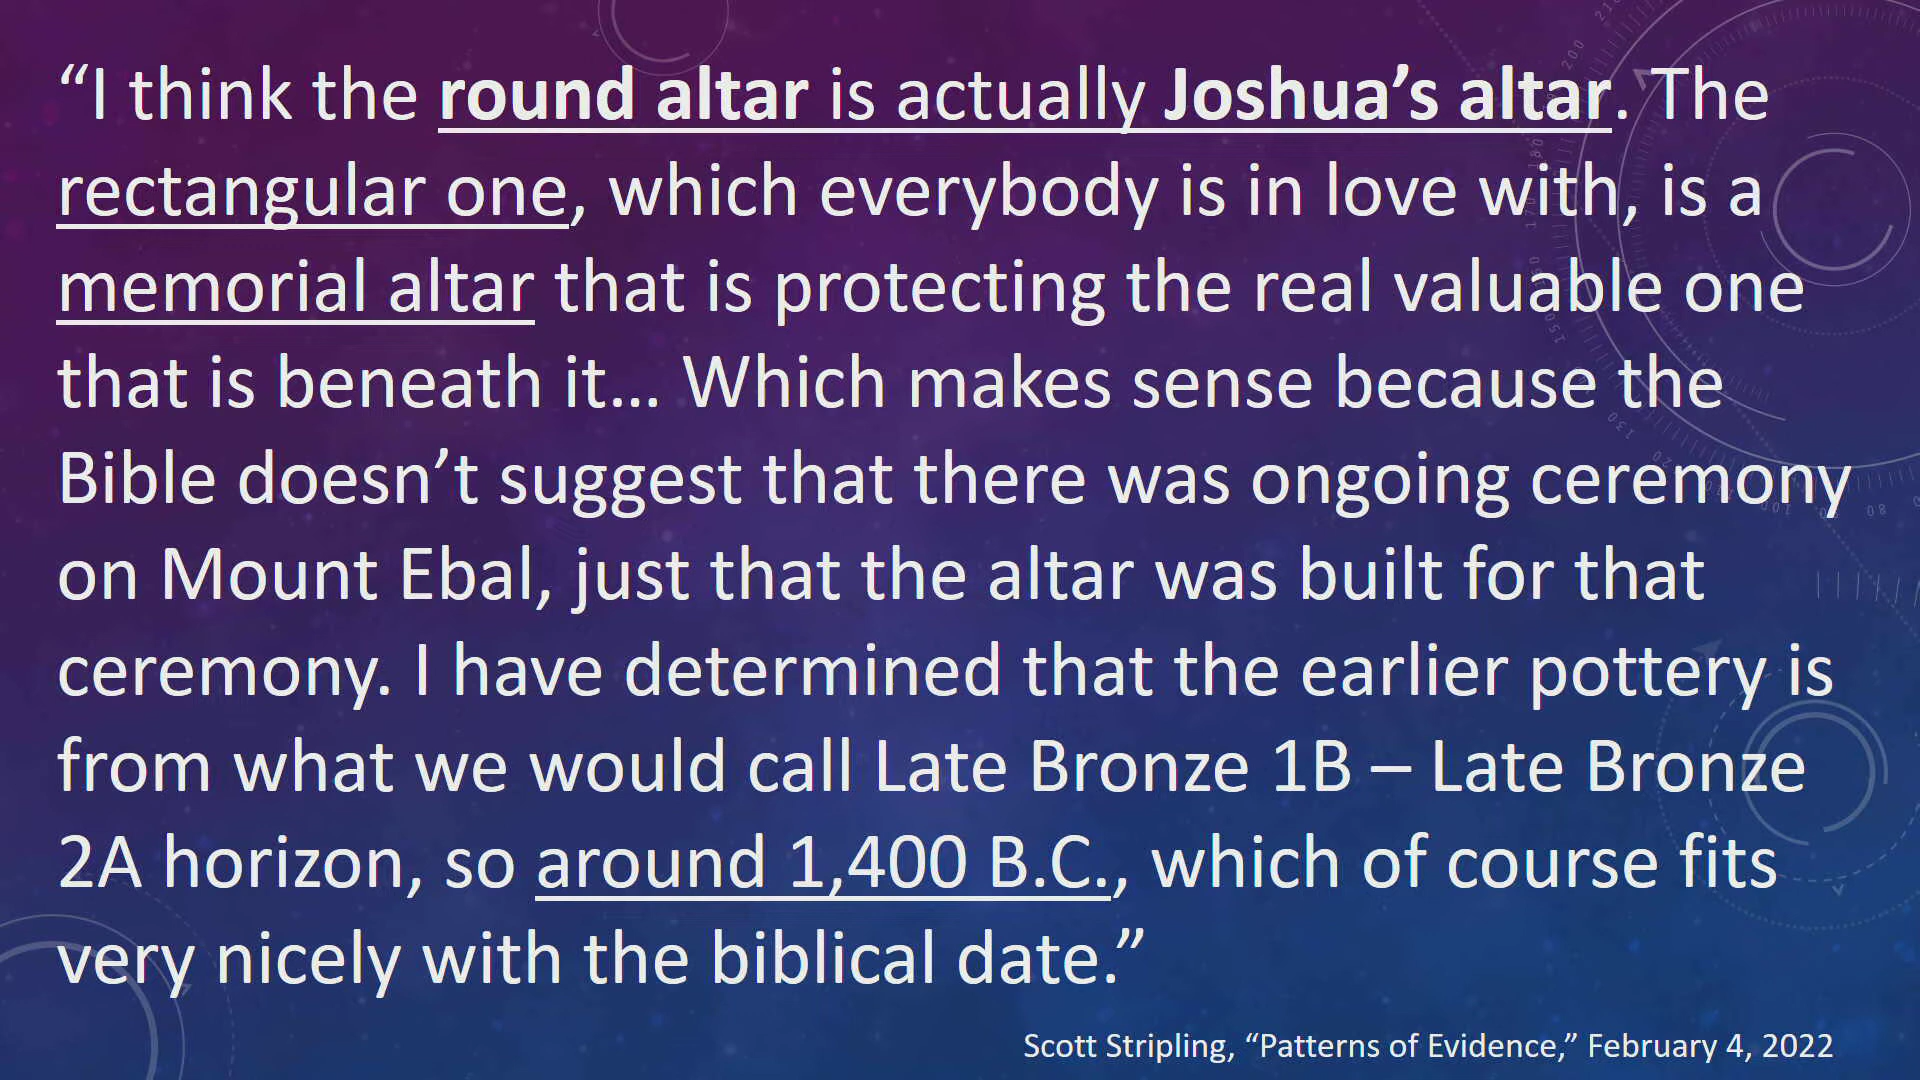 “I think the round altar is actually Joshua’s altar. The
rectangular one, which everybody is in love with, is a
memorial altar that is protecting the real valuable one
that is beneath it… Which makes sense because the
Bible doesn’t suggest that there was ongoing ceremony
on Mount Ebal, just that the altar was built for that
ceremony. I have determined that the earlier pottery is
from what we would call Late Bronze 1B – Late Bronze
2A horizon, so around 1,400 B.C., which of course fits
very nicely with the biblical date.”
Scott Stripling, “Patterns of Evidence,” February 4, 2022